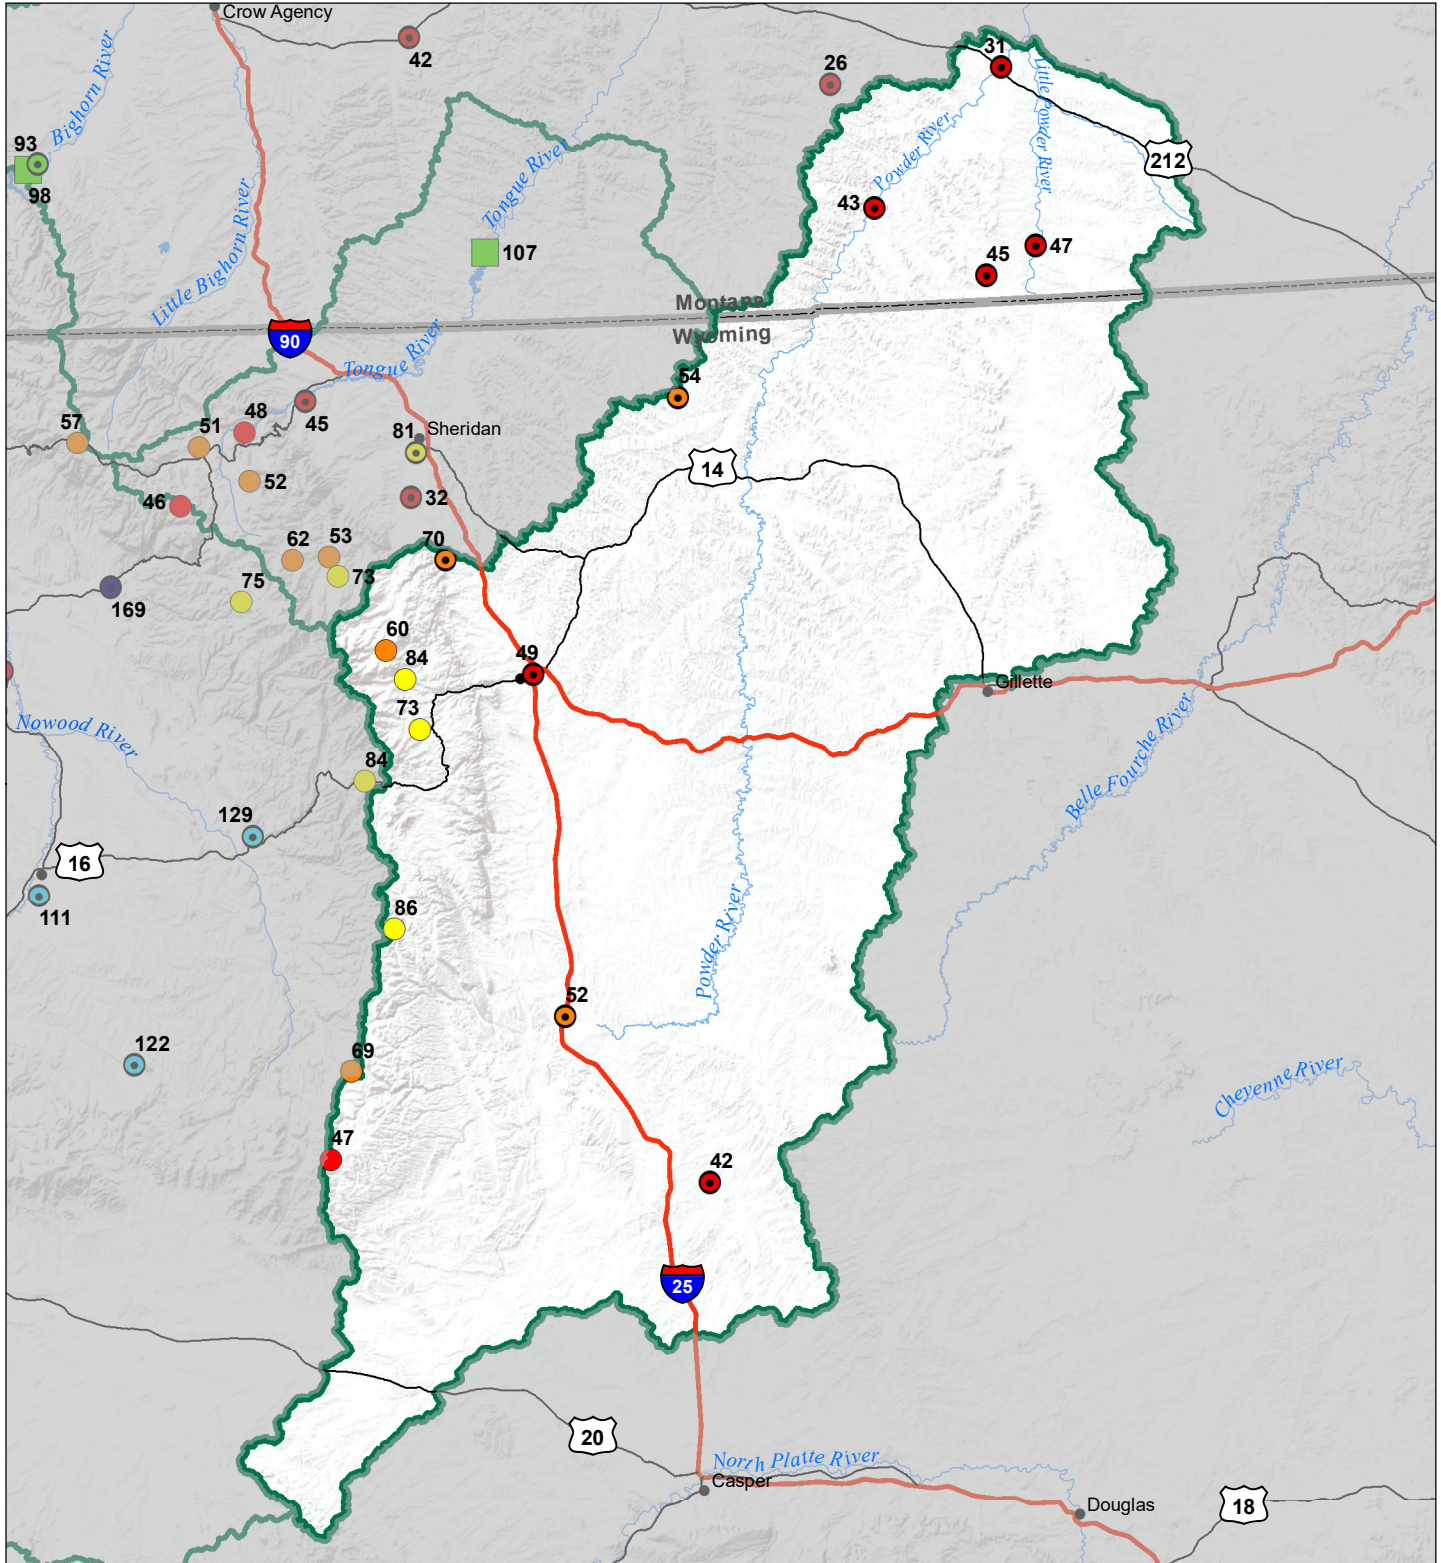 Crow Agency
42
31
26
Bighorn River
Little Powder River
93
98
Powder River
212
Tongue River
43
Little Bighorn River
107
47
45
Montana
Wyoming
90
Tongue River
54
57
51
48
45
81
Sheridan
14
52
46
32
62
53
70
73
75
169
60
84
49
Gillette
73
Nowood River
84
Belle Fourche River
129
16
111
86
Powder River
52
122
69
Cheyenne River
47
42
25
20
North Platte River
Casper
Douglas
18